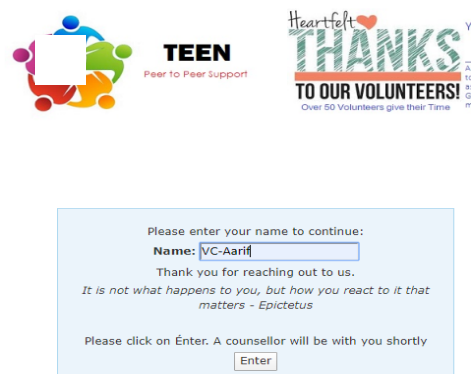 TEEN
Peer to Peer Support
Heartfelt
THANKS
TO OUR VOLUNTEERS!
Over 50 Volunteers give their Time
Please enter your name to continue:
Name: VC-Aarif
Thank you for reaching out to us.
It is not what happens to you, but how you react to it that
matters - Epictetus
Please click on Énter. A counsellor will be with you shortly
Enter